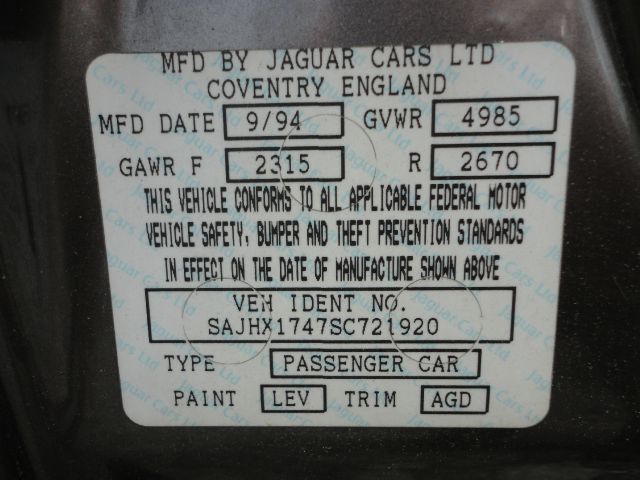 MFD BY JAGUAR CARS LTD
COVENTRY ENGLAND
MFD DATE 9/94 GVWR 4985
GAWR F 2315 R 2670
THIS VEHICLE CONFORMS TO ALL APPLICABLE FEDERAL MOTOR
VEHICLE SAFETY, BUMPER AND THEFT PREVENTION STANDARDS
IN EFFECT ON THE DATE OF MANUFACTURE SHOWN ABOVE
VEH IDENT NO.
SAJHX1747SC721920
TYPE PASSENGER CAR
PAINT LEV TRIM AGD